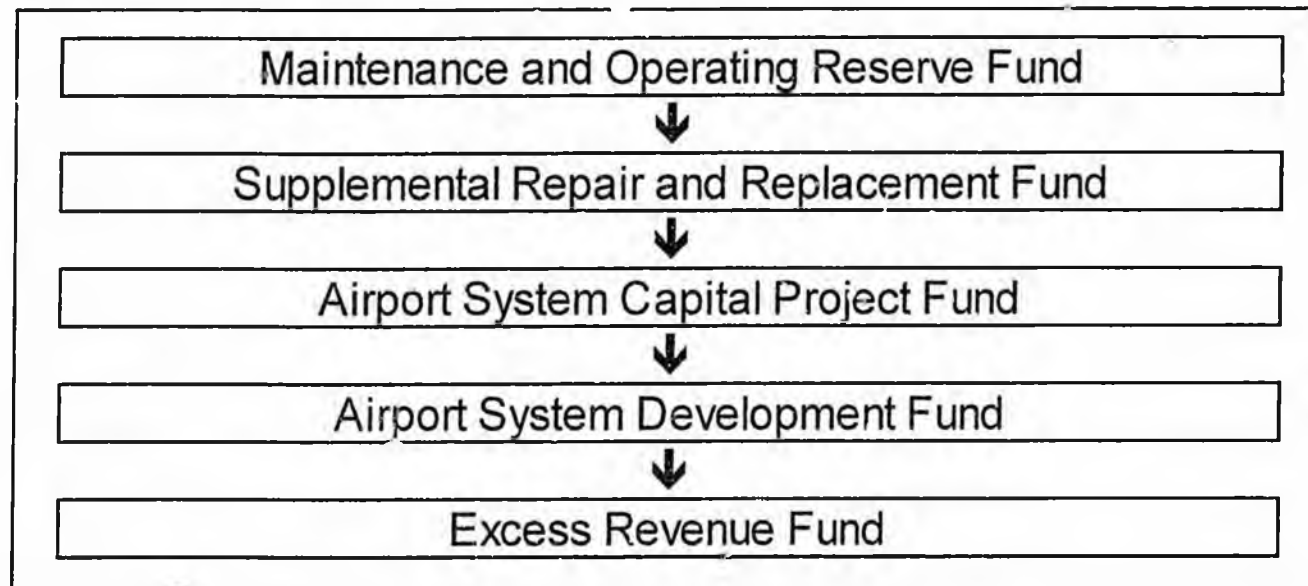 Maintenance and Operating Reserve Fund
Supplemental Repair and Replacement Fund
Airport System Capital Project Fund
Airport System Development Fund
Excess Revenue Fund